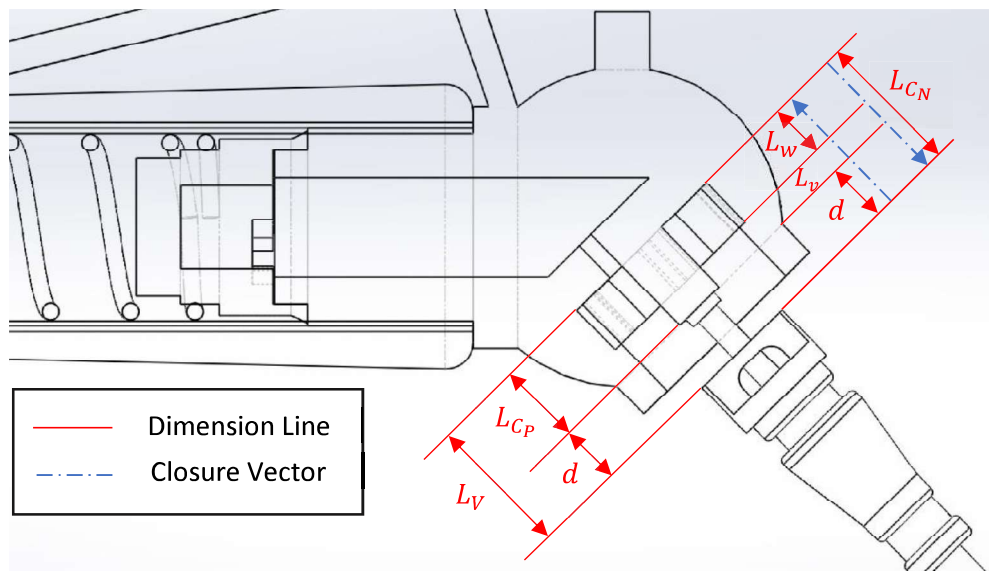 L_{C_N}
L_w
L_v
d
L_{C_P}
d
L_V
Dimension Line
Closure Vector